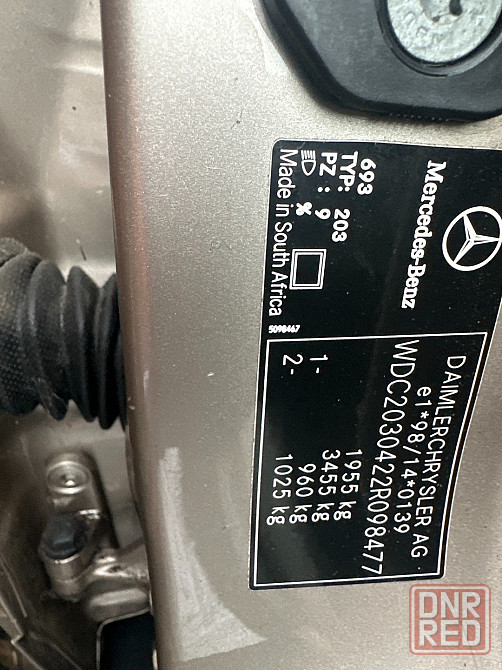 Mercedes-Benz
693
TYP: 203
PZ : 9
%
Made in South Africa
5098467
DAIMLERCHRYSLER AG
e1*98/14*0139
WDC2030422R098477
1955 kg
3455 kg
1- 960 kg
2- 1025 kg
DNR
RED